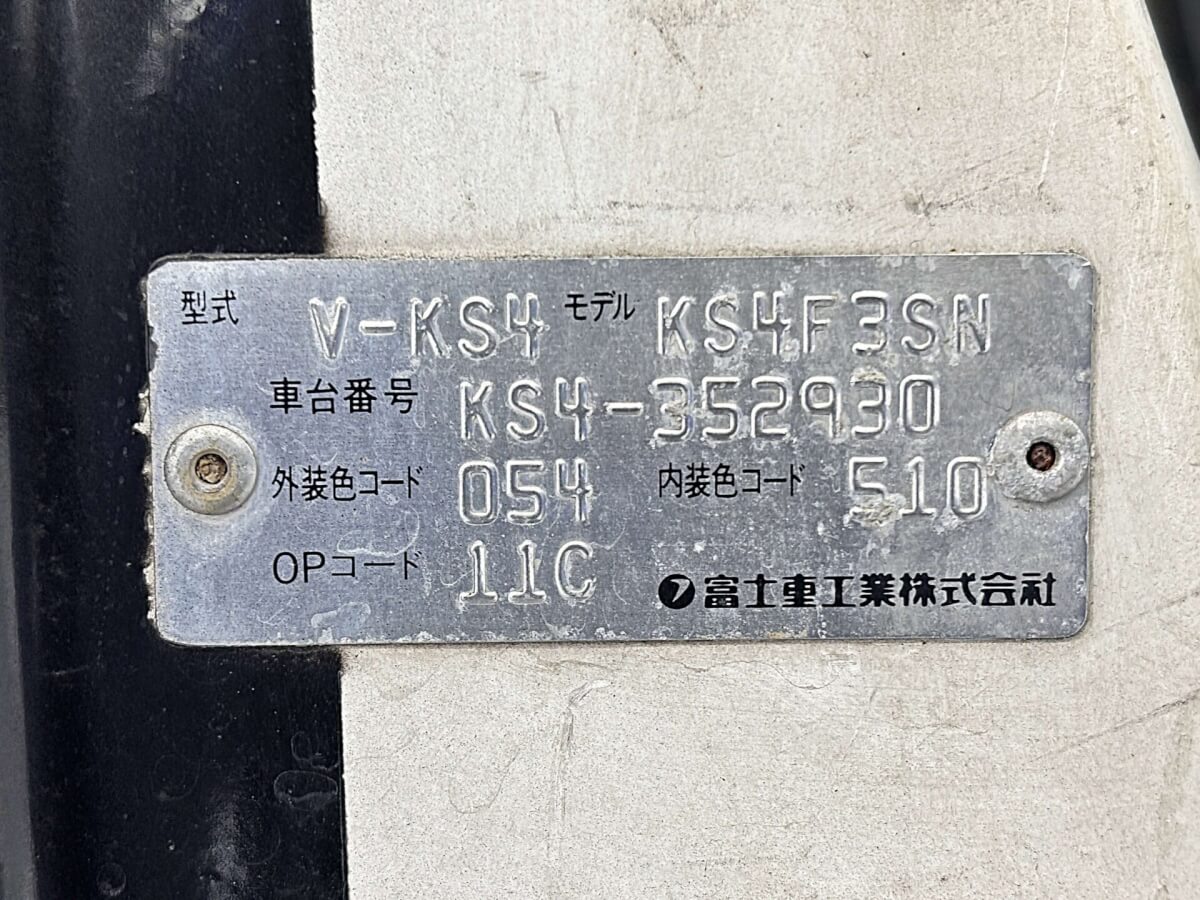 型式 V-KS4 モデル KS4F3SN
車台番号 KS4-352930
外装色コード 054 内装色コード 510
OPコード 11C 富士重工業株式会社